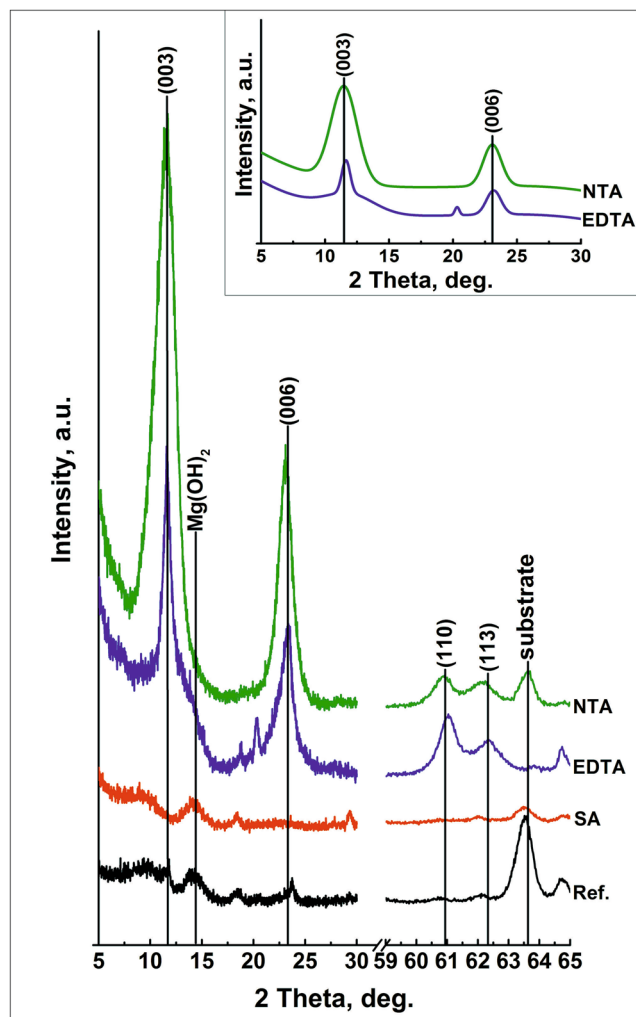 Intensity, a.u.
(003)
(006)
NTA
EDTA
5 10 15 20 25 30
2 Theta, deg.
Intensity, a.u.
(003)
Mg(OH)2
(006)
(110)
(113)
substrate
NTA
EDTA
SA
Ref.
5 10 15 20 25 30 59 60 61 62 63 64 65
2 Theta, deg.